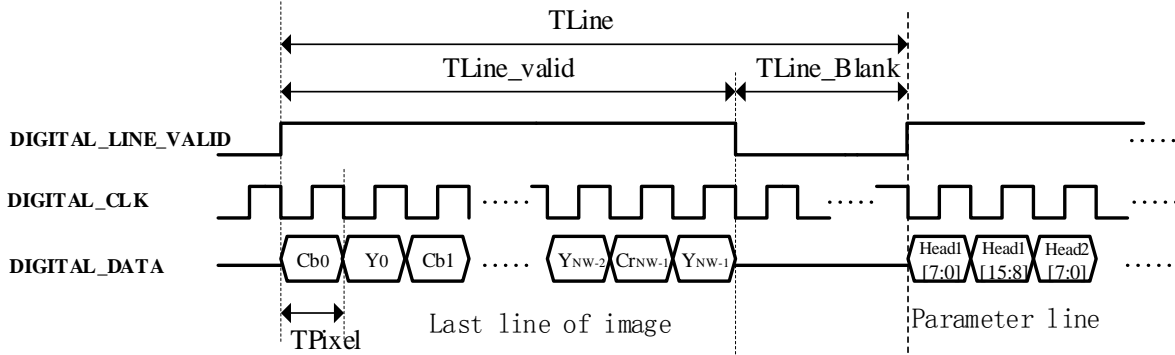 TLine
TLine_valid TLine_Blank
DIGITAL_LINE_VALID .....
DIGITAL_CLK ..... ..... .....
DIGITAL_DATA Cb0 Y0 Cb1 ..... YNW-2 CrNW-1 YNW-1 Head1 [7:0] Head1 [15:8] Head2 [7:0] .....
TPixel Last line of image Parameter line